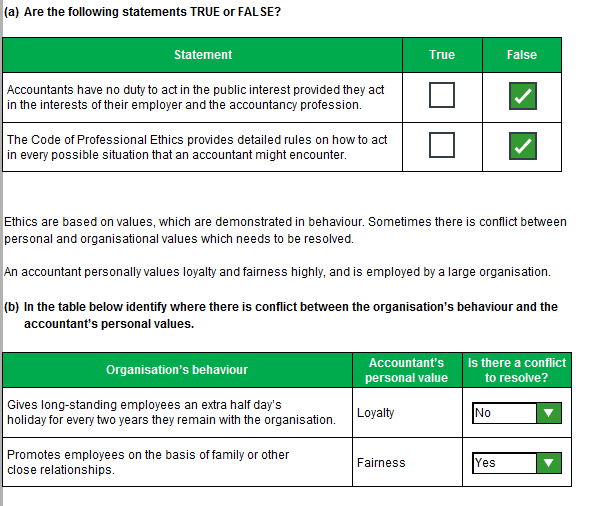 (a) Are the following statements TRUE or FALSE?
Statement True False
Accountants have no duty to act in the public interest provided they act
in the interests of their employer and the accountancy profession.
The Code of Professional Ethics provides detailed rules on how to act
in every possible situation that an accountant might encounter.
Ethics are based on values, which are demonstrated in behaviour. Sometimes there is conflict between
personal and organisational values which needs to be resolved.
An accountant personally values loyalty and fairness highly, and is employed by a large organisation.
(b) In the table below identify where there is conflict between the organisation's behaviour and the
accountant's personal values.
Organisation's behaviour
Accountant's
personal value
Is there a conflict
to resolve?
Gives long-standing employees an extra half day's
holiday for every two years they remain with the organisation.
Loyalty
No
Promotes employees on the basis of family or other
close relationships.
Fairness
Yes